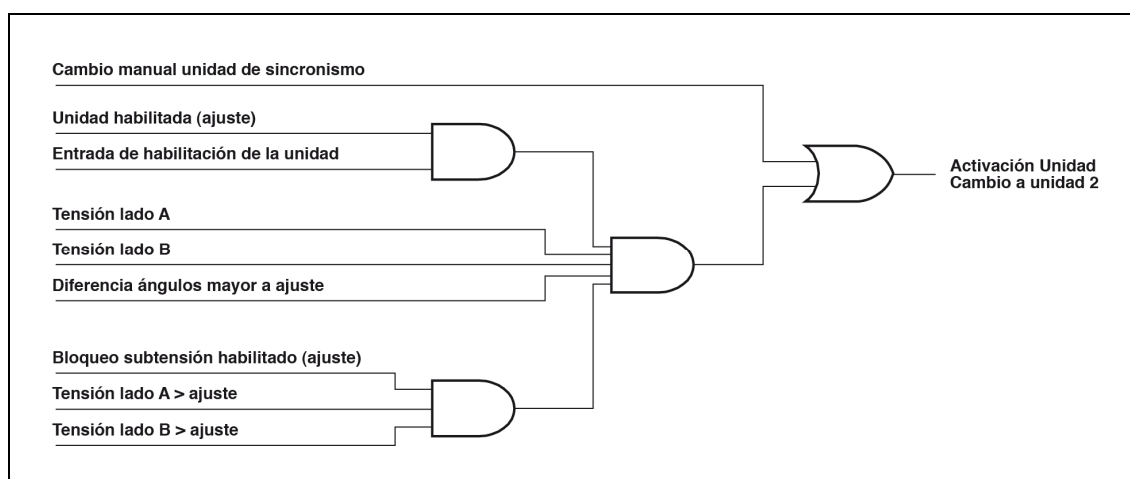 Cambio manual unidad de sincronismo
Unidad habilitada (ajuste)
Entrada de habilitación de la unidad
Tensión lado A
Tensión lado B
Diferencia ángulos mayor a ajuste
Bloqueo subtensión habilitado (ajuste)
Tensión lado A > ajuste
Tensión lado B > ajuste
Activación Unidad
Cambio a unidad 2